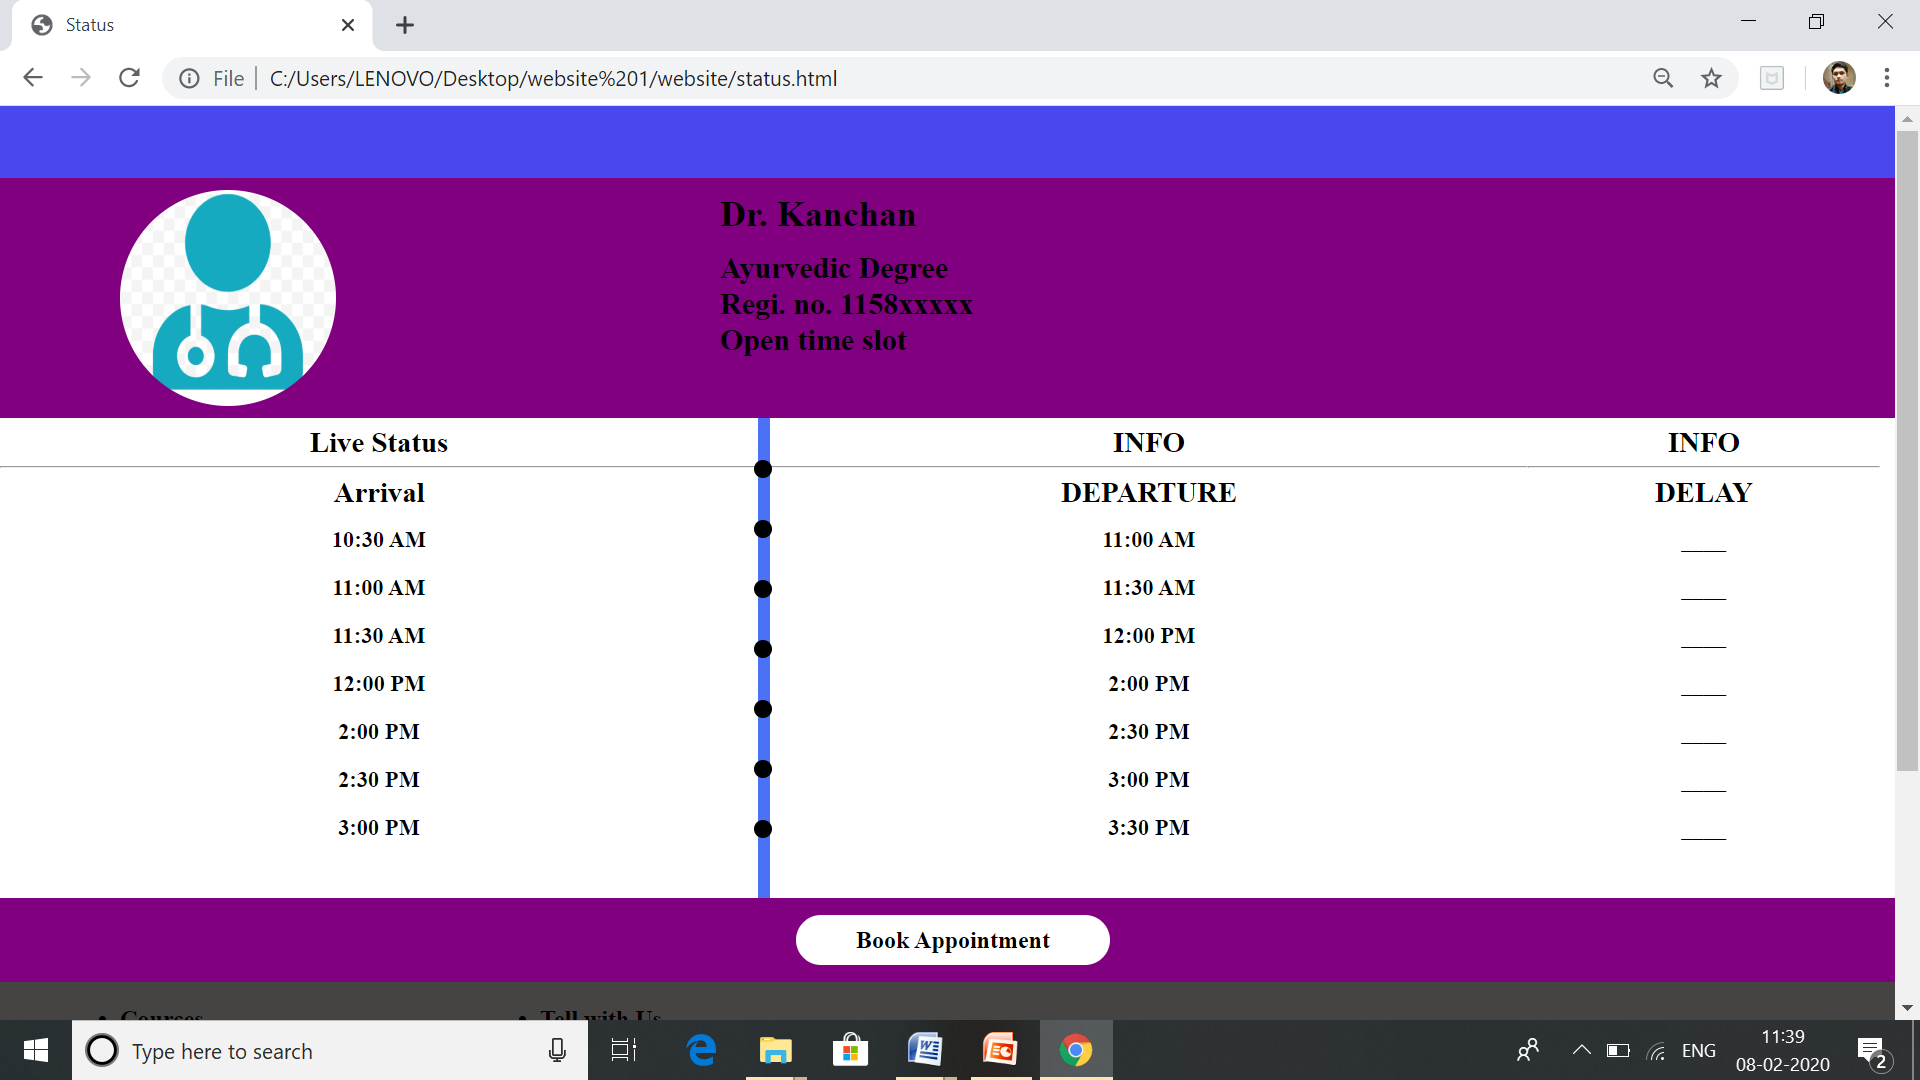 Status
File
C:/Users/LENOVO/Desktop/website%201/website/status.html
Dr. Kanchan
Ayurvedic Degree
Regi. no. 1158xxxxx
Open time slot
Live Status INFO INFO
Arrival DEPARTURE DELAY
10:30 AM 11:00 AM ____
11:00 AM 11:30 AM ____
11:30 AM 12:00 PM ____
12:00 PM 2:00 PM ____
2:00 PM 2:30 PM ____
2:30 PM 3:00 PM ____
3:00 PM 3:30 PM ____
Book Appointment
• Cources • Tell with Us
Type here to search
ENG
11:39
08-02-2020
2